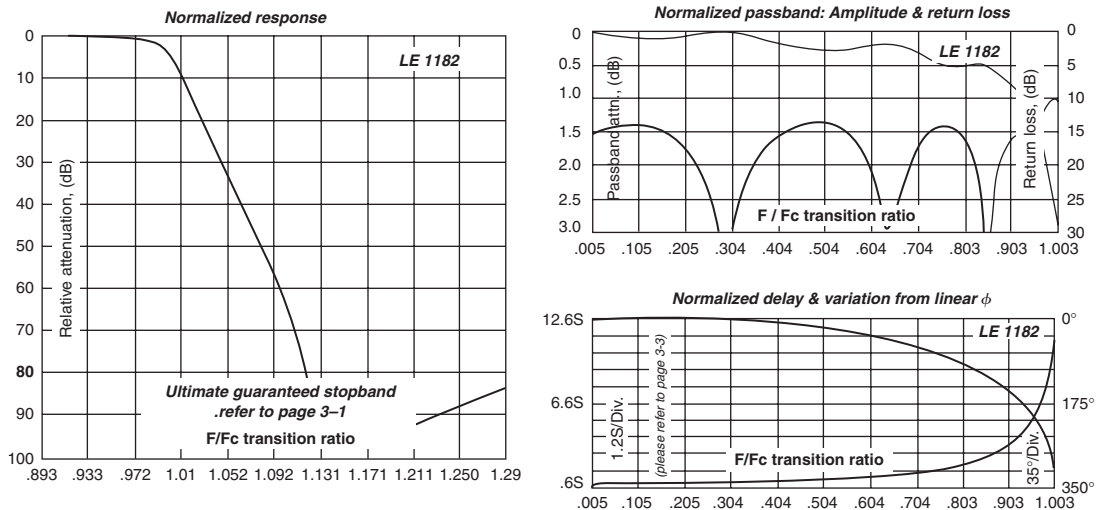 Normalized response
0
10
20
30
40
50
60
70
80
90
100
Relative attenuation, (dB)
LE 1182
Ultimate guaranteed stopband
.refer to page 3–1
F/Fc transition ratio
.893 .9933 .972 1.01 1.052 1.092 1.131 1.171 1.211 1.250 1.29
Normalized passband: Amplitude & return loss
0
0.5
1.0
1.5
2.0
2.5
3.0
Passband attn., (dB)
LE 1182
Return loss, (dB)
0
5
10
15
20
25
30
F / Fc transition ratio
.005 .105 .205 .304 .404 .504 .604 .704 .803 .903 1.003
Normalized delay & variation from linear ϕ
12.6S
6.6S
.6S
1.2S/Div.
(please refer to page 3-3)
LE 1182
35°/Div.
0°
175°
350°
F/Fc transition ratio
.005 .105 .205 .304 .404 .504 .604 .704 .803 .903 1.003